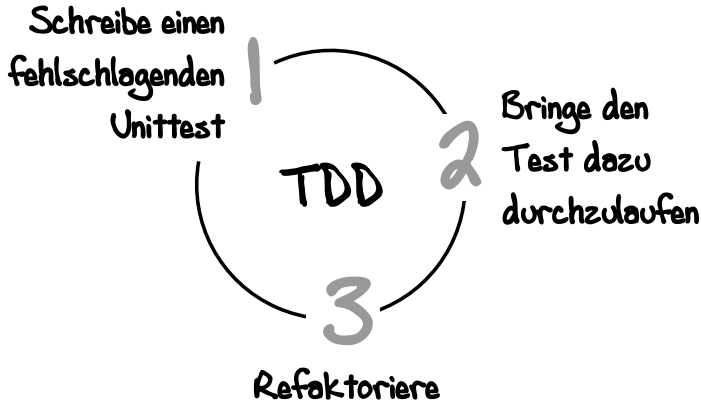 Schreibe einen
fehlschlagenden
Unittest
1
Bringe den
Test dazu
durchzulaufen
2
TDD
3
Refaktoriere